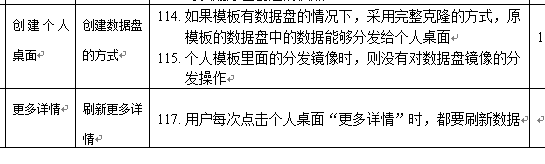 创建个人桌面
创建数据盘的方式
114. 如果模板有数据盘的情况下，采用完整克隆的方式，原
模板的数据盘中的数据能够分发给个人桌面
115. 个人模板里面的分发镜像时，则没有对数据盘镜像的分
发操作
1
更多详情
刷新更多详情
117. 用户每次点击个人桌面“更多详情”时，都要刷新数据